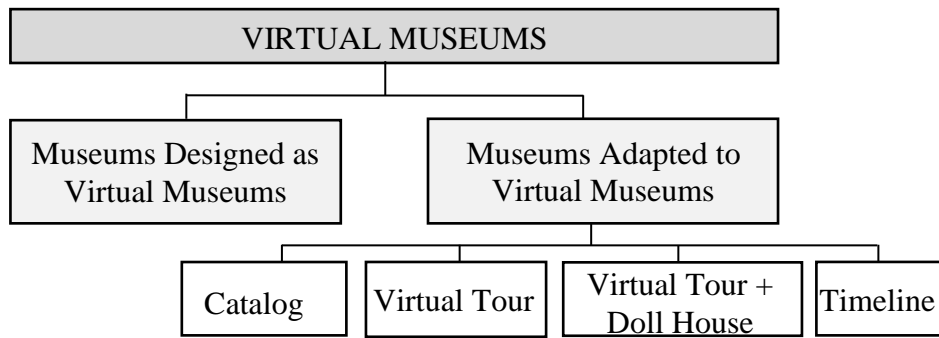 VIRTUAL MUSEUMS
Museums Designed as
Virtual Museums
Museums Adapted to
Virtual Museums
Catalog
Virtual Tour
Virtual Tour +
Doll House
Timeline